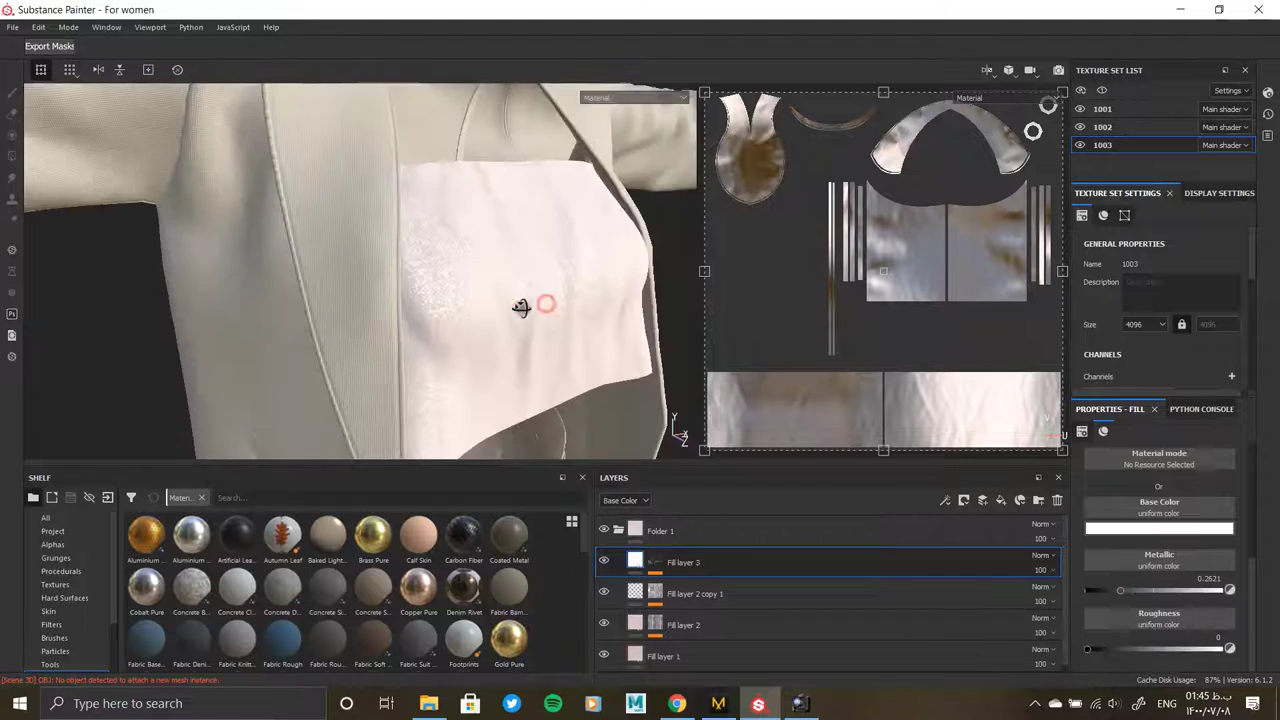 Substance Painter - For women
File Edit Mode Window Viewport Python JavaScript Help
Export Masks
Material
Material
Y
Z
V
U
TEXTURE SET LIST
Settings
1001 Main shader
1002 Main shader
1003 Main shader
TEXTURE SET SETTINGS × DISPLAY SETTINGS
GENERAL PROPERTIES
Name 1003
Description
Size 4096 4096
CHANNELS
Channels +
PROPERTIES - FILL × PYTHON CONSOLE
Material mode
No Resource Selected
Or
Base Color
uniform color
Metallic
uniform color
0.2621
Roughness
uniform color
0
SHELF
Materi... × Search...
All
Project
Alphas
Grunges
Procedurals
Textures
Hard Surfaces
Skin
Filters
Brushes
Particles
Tools
Aluminium ... Aluminium ... Artificial Lea... Autumn Leaf Baked Light... Brass Pure Calf Skin Carbon Fiber Coated Metal
Cobalt Pure Concrete B... Concrete C... Concrete D... Concrete S... Copper Pure Denim Rivet Fabric Bam...
Fabric Base... Fabric Deni... Fabric Knitt... Fabric Rough Fabric Rou... Fabric Soft ... Fabric Suit ... Footprints Gold Pure
LAYERS
Base Color
Folder 1 Norm 100
Fill layer 3 Norm 100
Fill layer 2 copy 1 Norm 100
Fill layer 2 Norm 100
Fill layer 1 Norm
[Scene 3D] OBJ: No object detected to attach a new mesh instance.
Cache Disk Usage: 87% | Version: 6.1.2
Type here to search
ENG
01:45 ب.ظ
۱۴۰۰/۰۷/۰۸